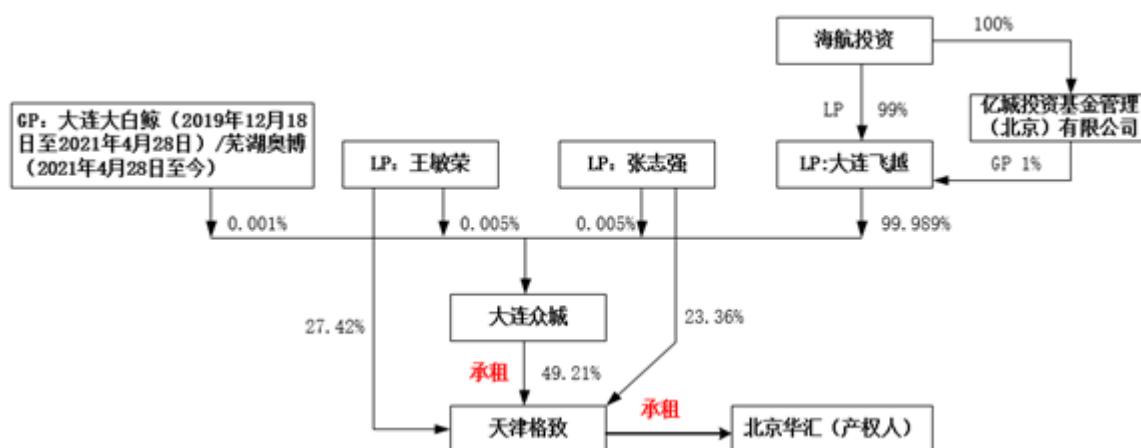 海航投资
100%
LP
99%
亿城投资基金管理
（北京）有限公司
GP：大连大白鲸（2019年12月18
日至2021年4月28日）/芜湖奥博
（2021年4月28日至今）
LP：王敏荣
LP：张志强
LP:大连飞越
GP 1%
0.001%
0.005%
0.005%
99.989%
大连众城
27.42%
23.36%
承租
49.21%
天津格致
承租
北京华汇（产权人）